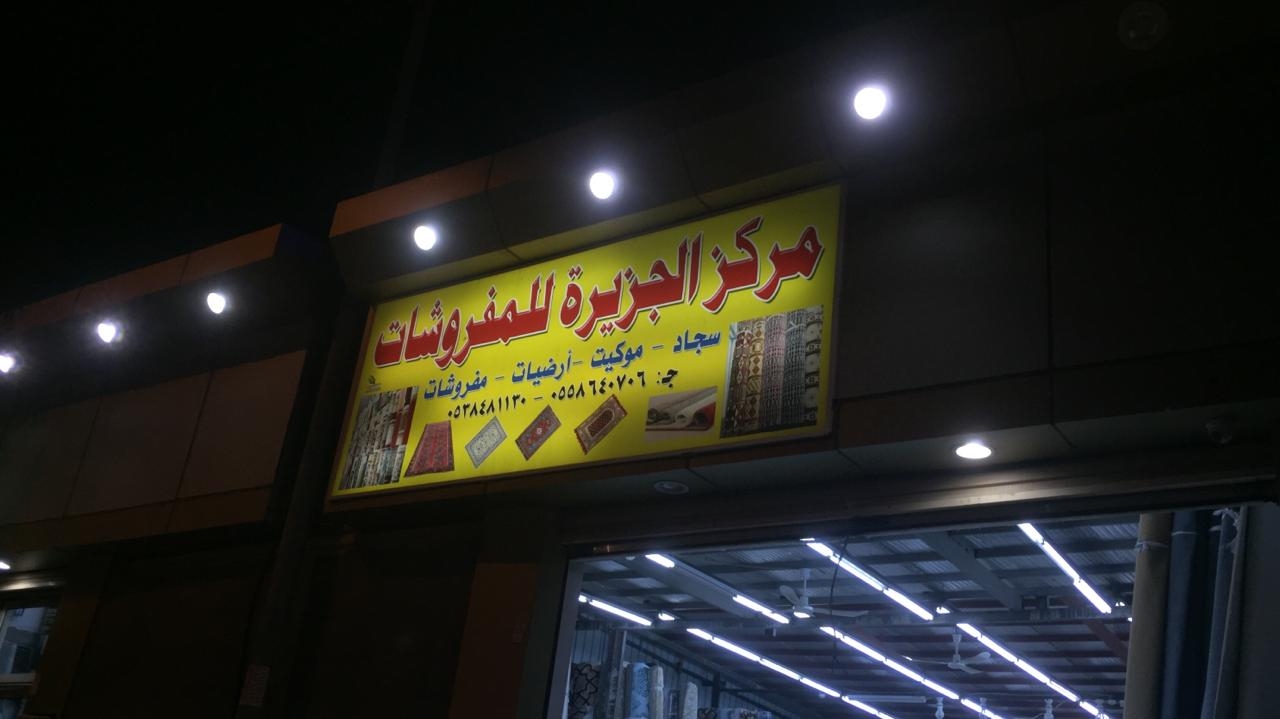 مركز الجزيرة للمفروشات
سجاد - موكيت - أرضيات - مفروشات
ج: ٠٥٥٨٦٤٠٧٠٦ - ٠٥٣٨٤٨١١٣٠